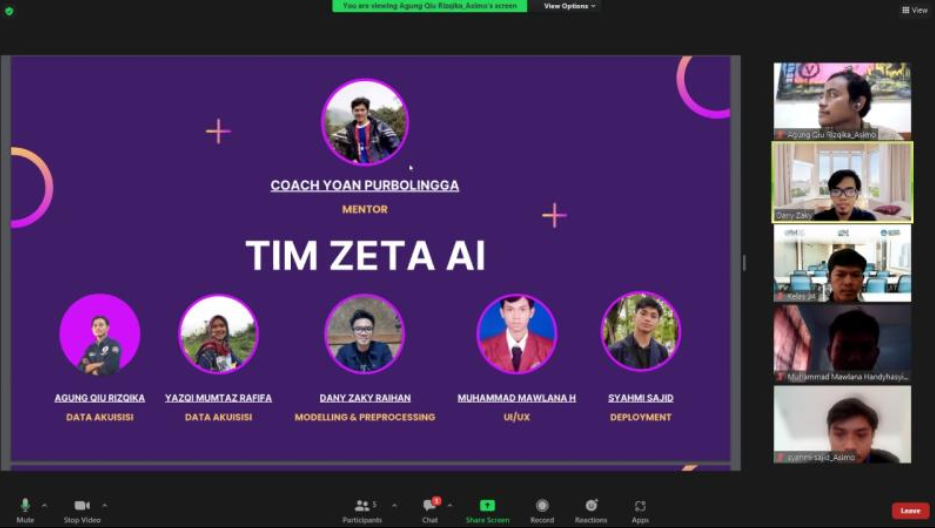 You are viewing Agung Qiu Rizqika_Asimo's screen
View Options
View
COACH YOAN PURBOLINGGA
MENTOR
TIM ZETA AI
AGUNG QIU RIZQIKA
DATA AKUISISI
YAZQI MUMTAZ RAFIFA
DATA AKUISISI
DANY ZAKY RAIHAN
MODELLING & PREPROCESSING
MUHAMMAD MAWLANA H
UI/UX
SYAHMI SAJID
DEPLOYMENT
Agung Qiu Rizqika_Asimo
Dany Zaky
Muhammad Mawlana Handyhasyi...
syahmi sajid_Asimo
Mute
Stop Video
5
Participants
Chat
Share Screen
Record
Reactions
Apps
Leave